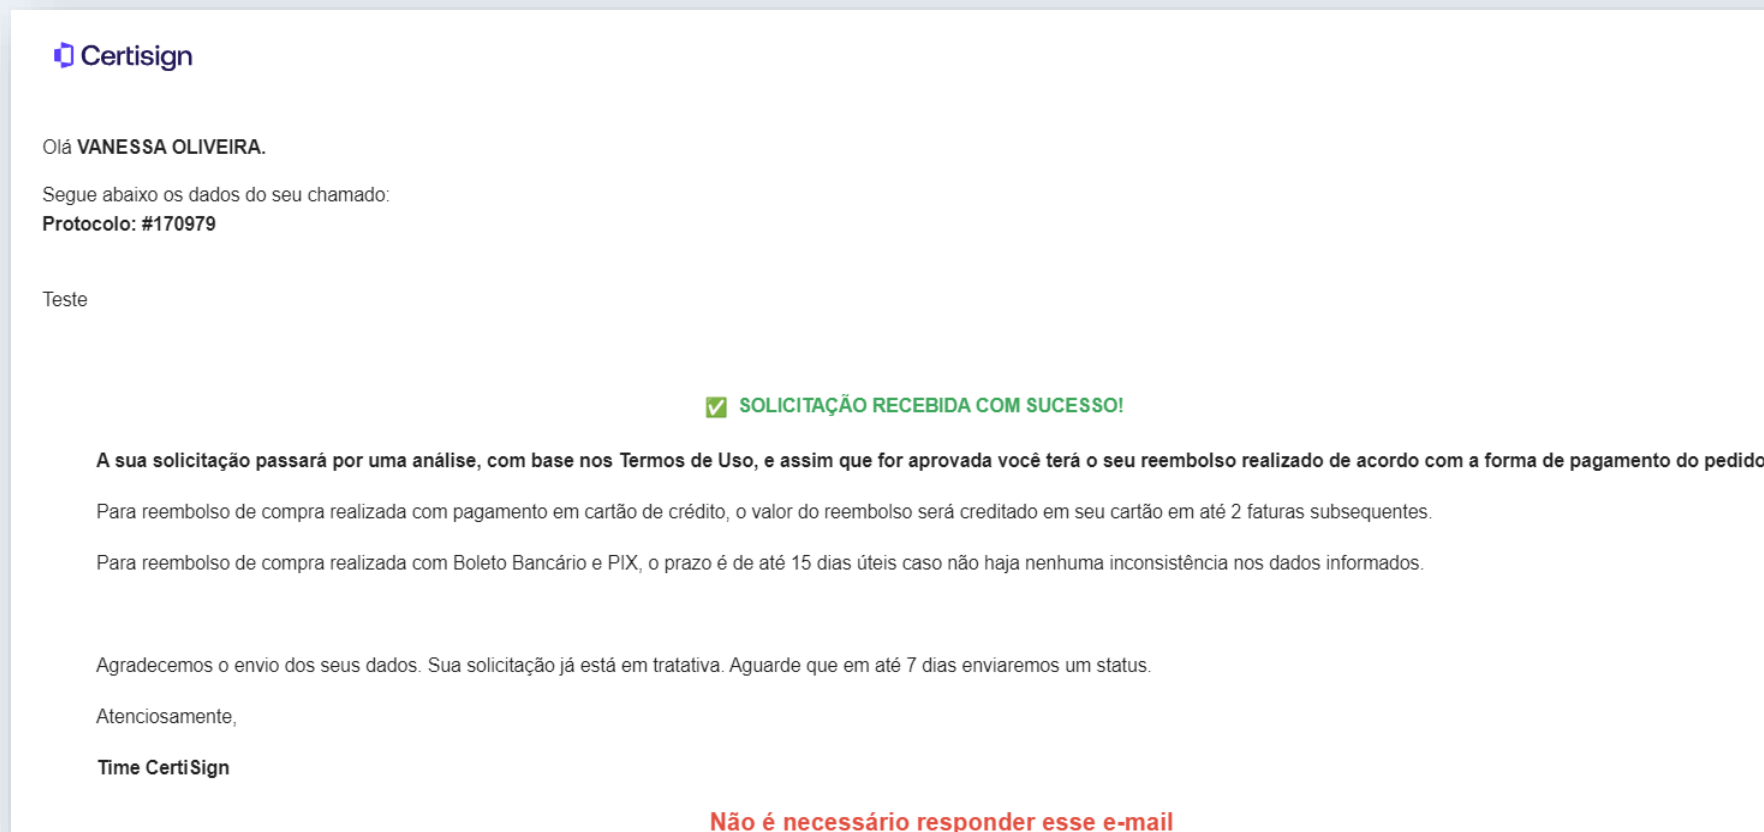 Certisign
Olá VANESSA OLIVEIRA.
Segue abaixo os dados do seu chamado:
Protocolo: #170979
Teste
✅ SOLICITAÇÃO RECEBIDA COM SUCESSO!
A sua solicitação passará por uma análise, com base nos Termos de Uso, e assim que for aprovada você terá o seu reembolso realizado de acordo com a forma de pagamento do pedido
Para reembolso de compra realizada com pagamento em cartão de crédito, o valor do reembolso será creditado em seu cartão em até 2 faturas subsequentes.
Para reembolso de compra realizada com Boleto Bancário e PIX, o prazo é de até 15 dias úteis caso não haja nenhuma inconsistência nos dados informados.
Agradecemos o envio dos seus dados. Sua solicitação já está em tratativa. Aguarde que em até 7 dias enviaremos um status.
Atenciosamente,
Time CertiSign
Não é necessário responder esse e-mail